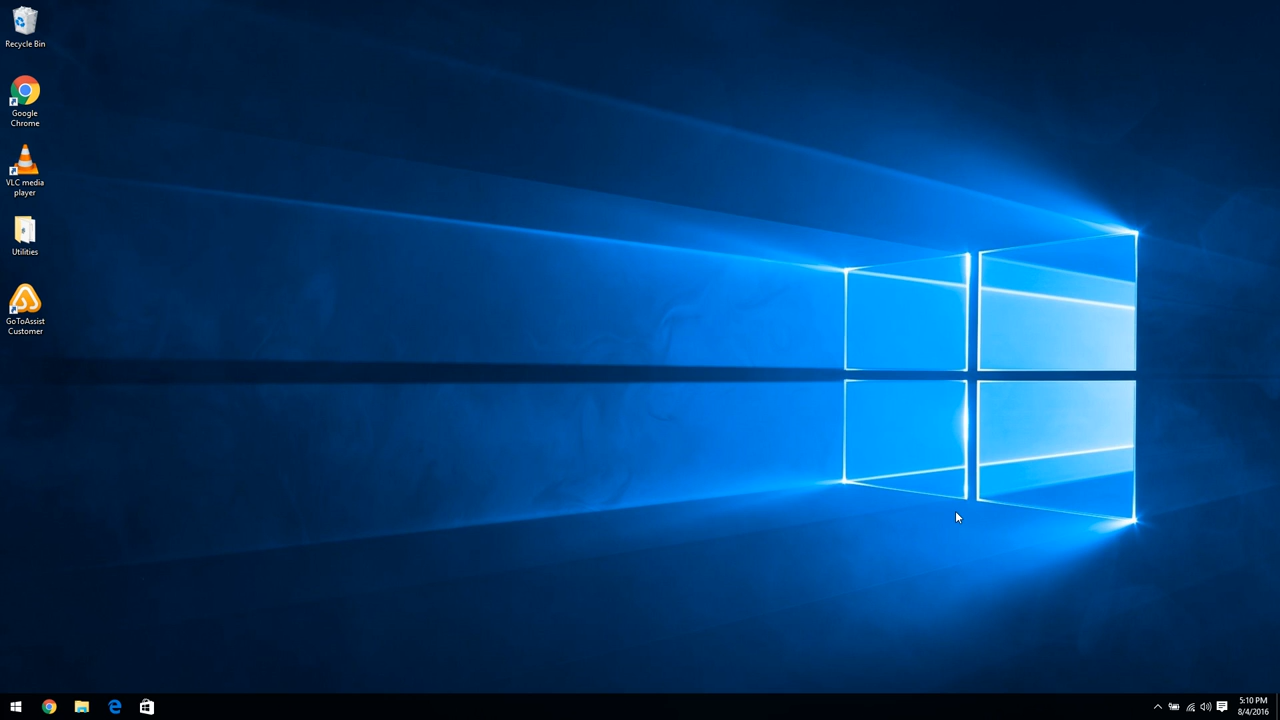 Recycle Bin
Google
Chrome
VLC media
player
Utilities
GoToAssist
Customer
5:10 PM
8/4/2016